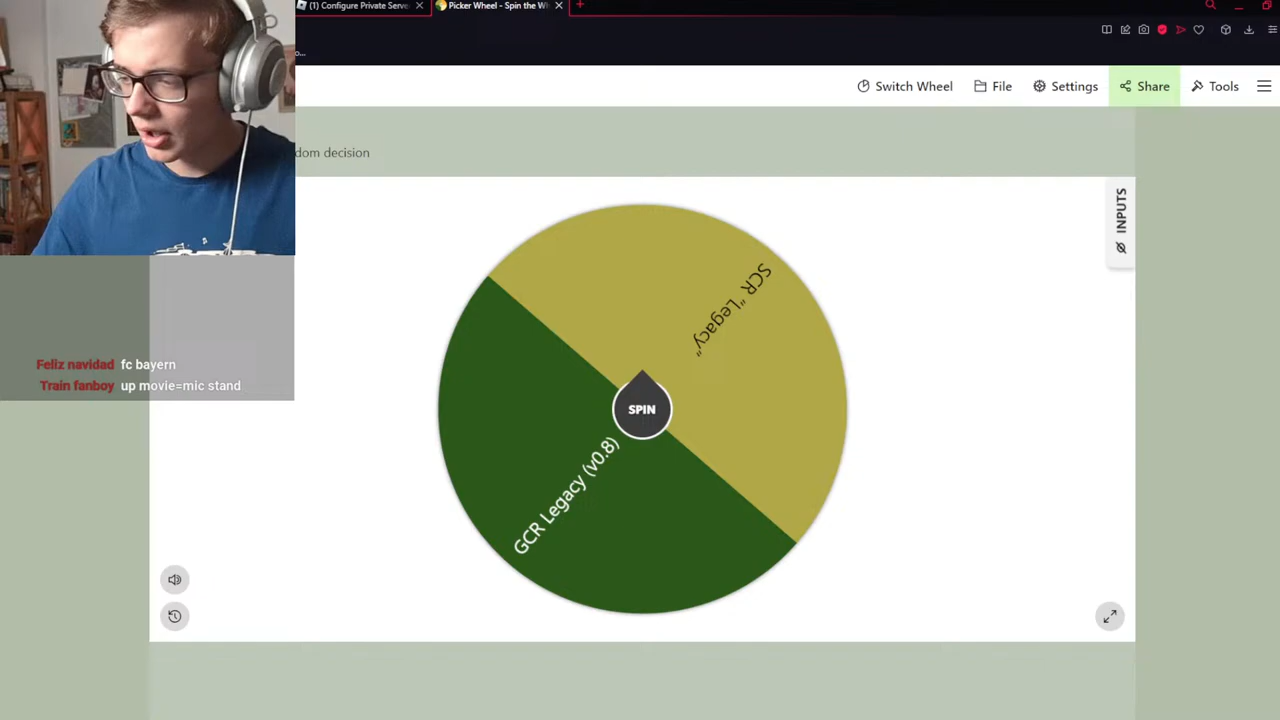 (1) Configure Private Serve
Picker Wheel - Spin the W
o...
Switch Wheel
File
Settings
Share
Tools
dom decision
INPUTS
SCR "Legacy"
SPIN
GCR Legacy (v0.8)
Feliz navidad fc bayern
Train fanboy up movie=mic stand